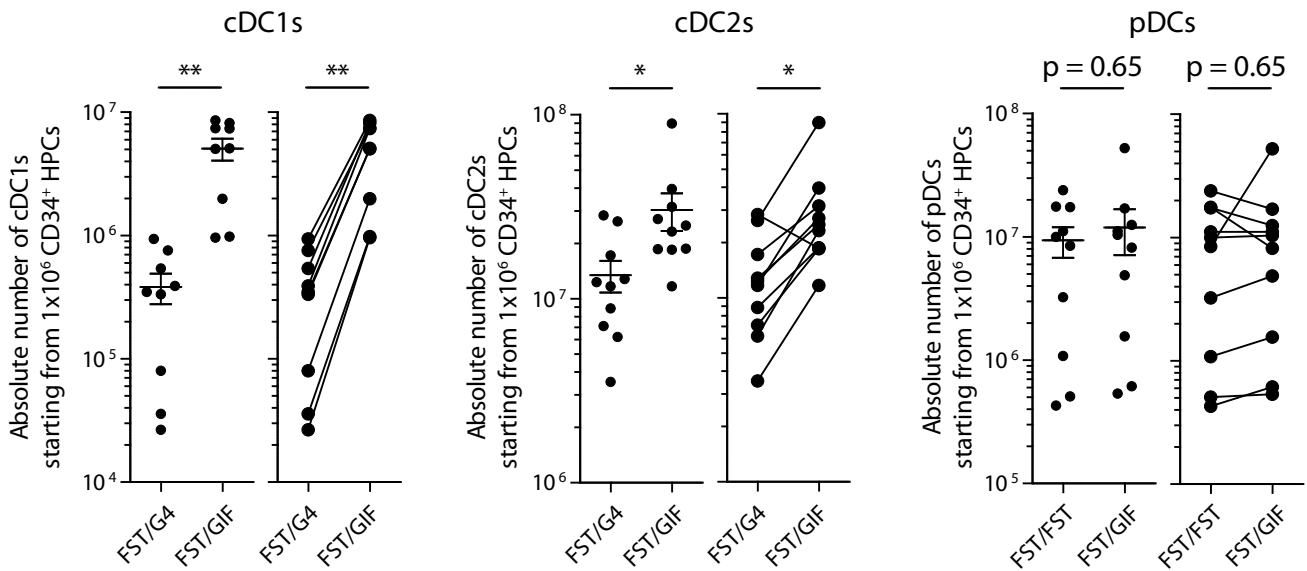 cDC1s
**
**
Absolute number of cDC1s
starting from 1x10⁶ CD34⁺ HPCs
10⁷
10⁶
10⁵
10⁴
FST/G4
FST/GIF
FST/G4
FST/GIF
cDC2s
*
*
Absolute number of cDC2s
starting from 1x10⁶ CD34⁺ HPCs
10⁸
10⁷
10⁶
FST/G4
FST/GIF
FST/G4
FST/GIF
pDCs
p = 0.65
p = 0.65
Absolute number of pDCs
starting from 1x10⁶ CD34⁺ HPCs
10⁸
10⁷
10⁶
10⁵
FST/FST
FST/GIF
FST/FST
FST/GIF